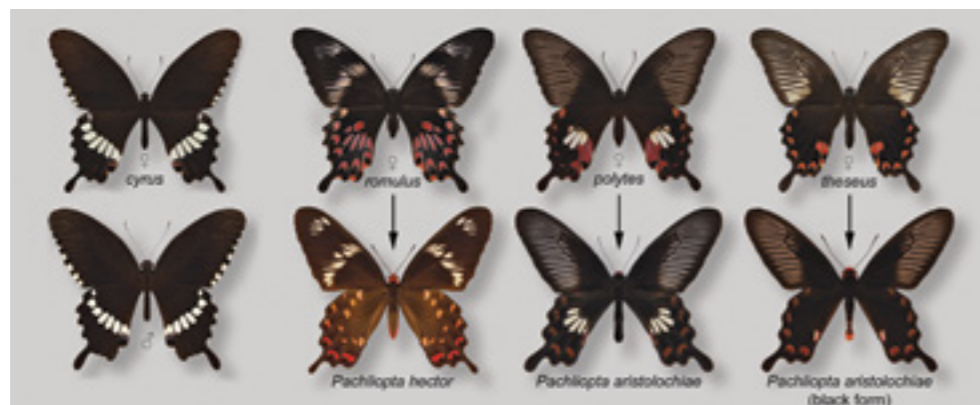 ♀
cyrus
♀
romulus
♀
polytes
♀
theseus
♂
Pachliopta hector
Pachliopta aristolochiae
Pachliopta aristolochiae
(black form)